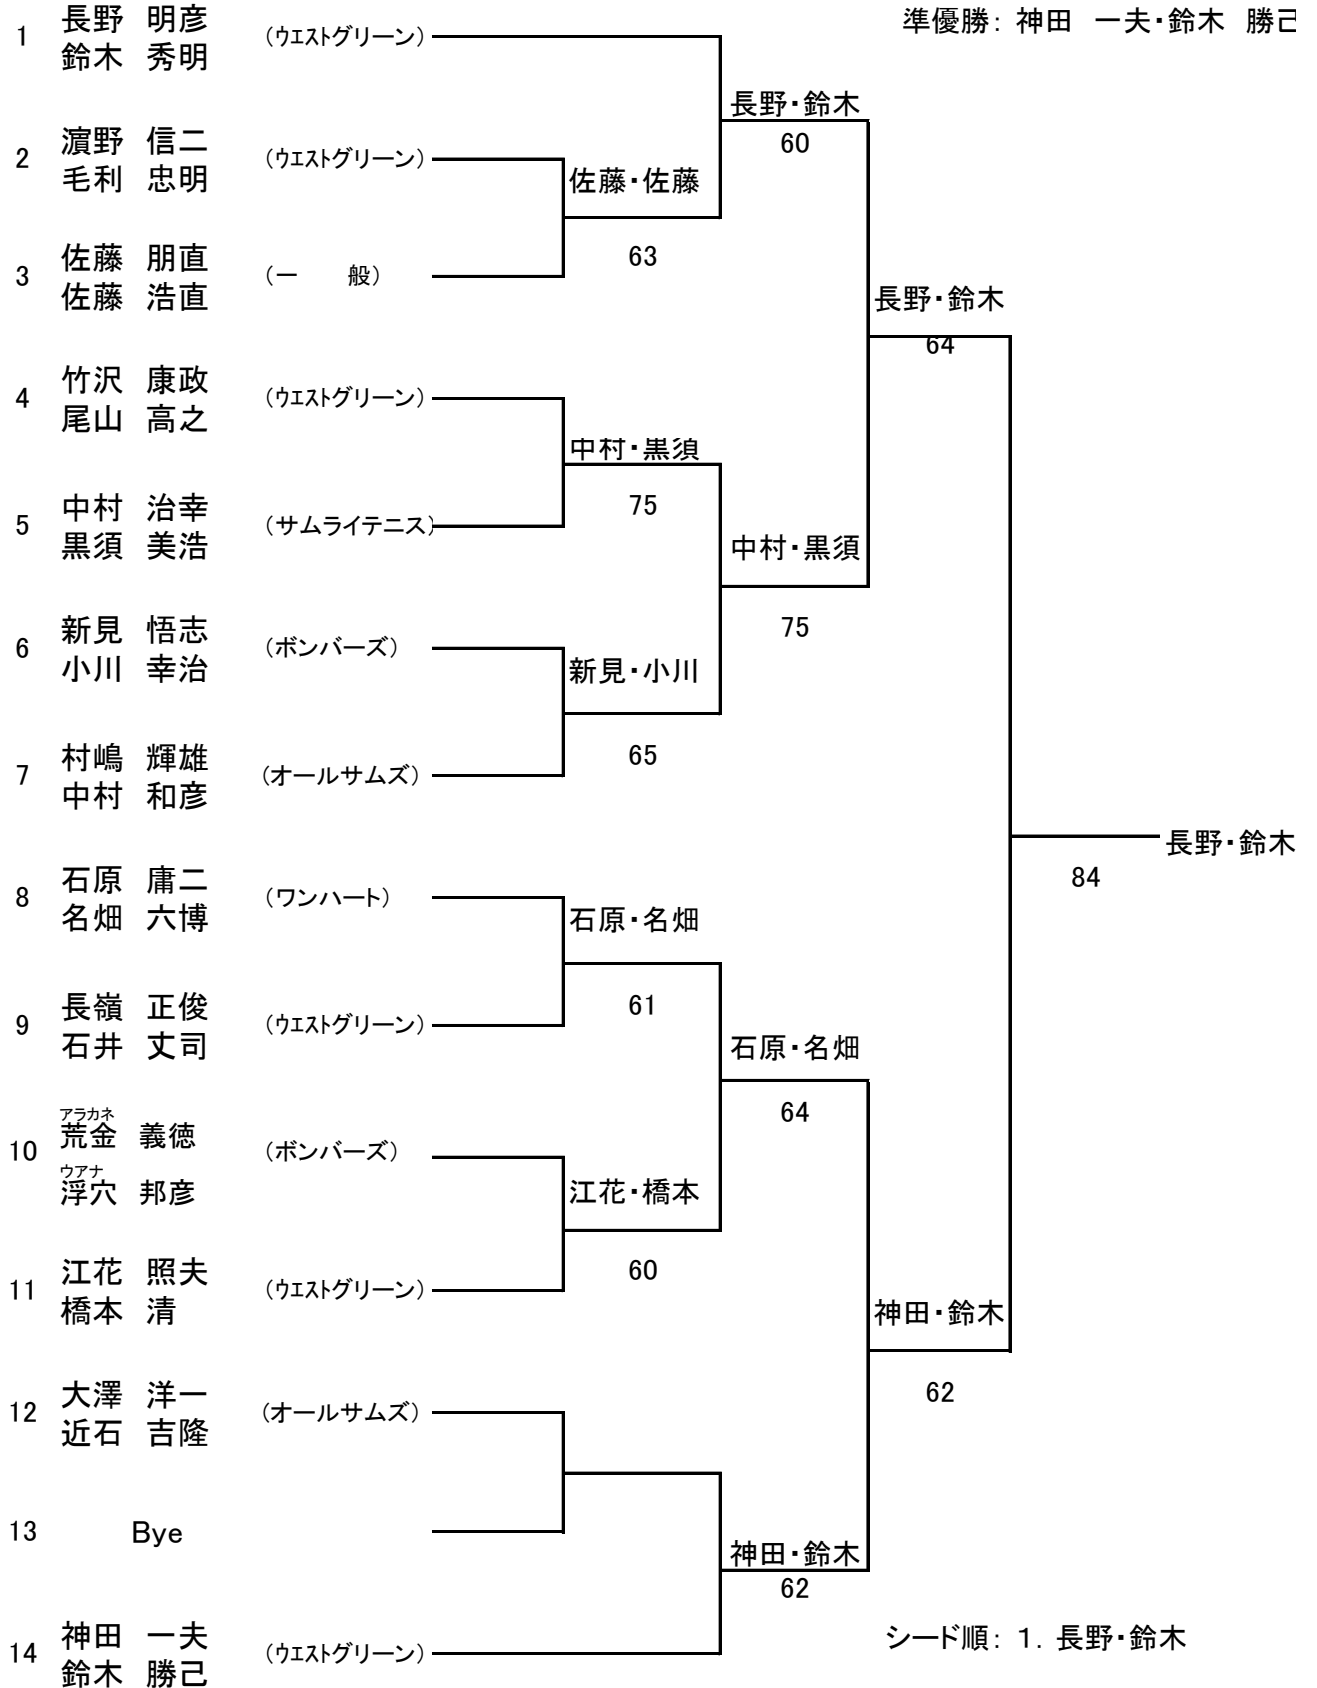 準優勝： 神田　一夫・鈴木　勝己
1 長野　明彦 (ウエストグリーン)
鈴木　秀明
長野・鈴木
60
2 濵野　信二 (ウエストグリーン)
毛利　忠明
佐藤・佐藤
63
3 佐藤　朋直 (一　　般)
佐藤　浩直
長野・鈴木
64
4 竹沢　康政 (ウエストグリーン)
尾山　高之
中村・黒須
75
5 中村　治幸 (サムライテニス)
黒須　美浩
中村・黒須
75
6 新見　悟志 (ボンバーズ)
小川　幸治
新見・小川
65
7 村嶋　輝雄 (オールサムズ)
中村　和彦
長野・鈴木
84
8 石原　庸二 (ワンハート)
名畑　六博
石原・名畑
61
9 長嶺　正俊 (ウエストグリーン)
石井　丈司
石原・名畑
64
アラカネ
10 荒金　義徳 (ボンバーズ)
ウアナ
浮穴　邦彦
江花・橋本
60
11 江花　照夫 (ウエストグリーン)
橋本　清
神田・鈴木
62
12 大澤　洋一 (オールサムズ)
近石　吉隆
13 Bye
神田・鈴木
62
14 神田　一夫 (ウエストグリーン)
鈴木　勝己
シード順： １．長野・鈴木